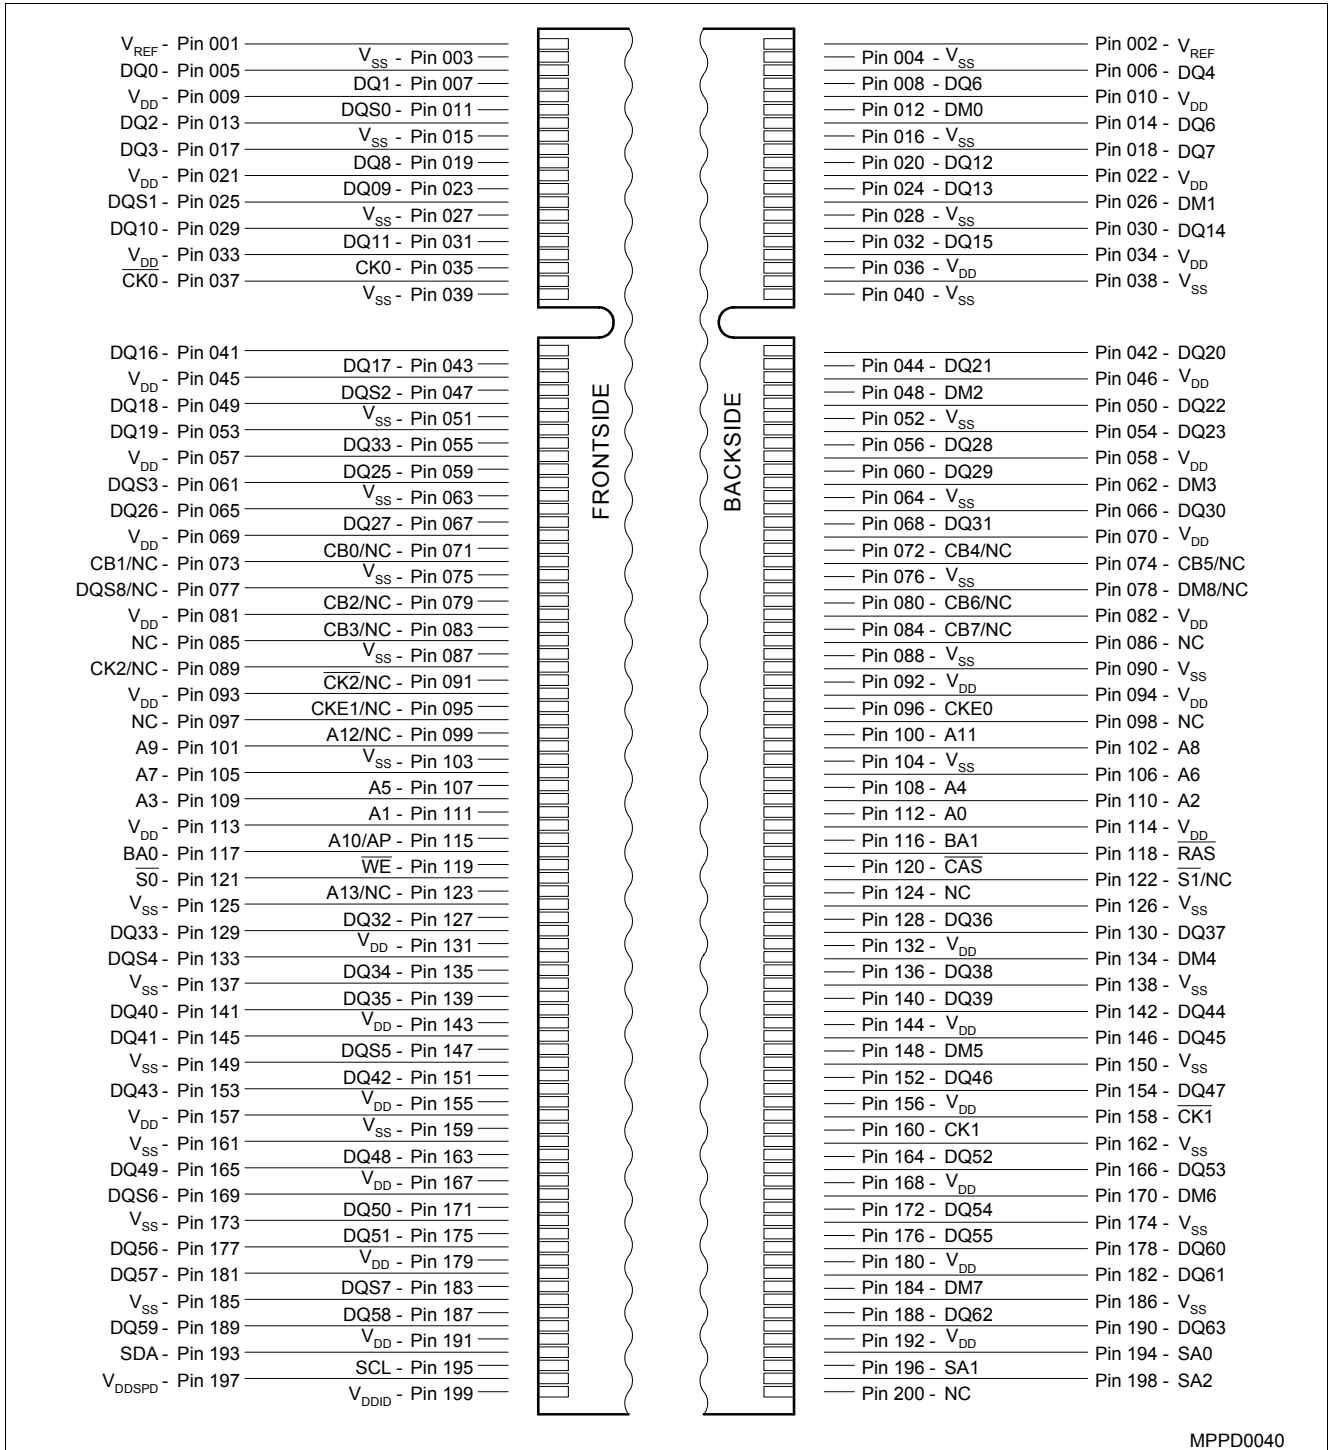 VREF - Pin 001
VSS - Pin 003
DQ0 - Pin 005
DQ1 - Pin 007
VDD - Pin 009
DQS0 - Pin 011
DQ2 - Pin 013
VSS - Pin 015
DQ3 - Pin 017
DQ8 - Pin 019
VDD - Pin 021
DQ09 - Pin 023
DQS1 - Pin 025
VSS - Pin 027
DQ10 - Pin 029
DQ11 - Pin 031
VDD - Pin 033
CK0 - Pin 035
C̅K̅0̅ - Pin 037
VSS - Pin 039
DQ16 - Pin 041
DQ17 - Pin 043
VDD - Pin 045
DQS2 - Pin 047
DQ18 - Pin 049
VSS - Pin 051
DQ19 - Pin 053
DQ33 - Pin 055
VDD - Pin 057
DQ25 - Pin 059
DQS3 - Pin 061
VSS - Pin 063
DQ26 - Pin 065
DQ27 - Pin 067
VDD - Pin 069
CB0/NC - Pin 071
CB1/NC - Pin 073
VSS - Pin 075
DQS8/NC - Pin 077
CB2/NC - Pin 079
VDD - Pin 081
CB3/NC - Pin 083
NC - Pin 085
VSS - Pin 087
CK2/NC - Pin 089
C̅K̅2̅/NC - Pin 091
VDD - Pin 093
CKE1/NC - Pin 095
NC - Pin 097
A12/NC - Pin 099
A9 - Pin 101
VSS - Pin 103
A7 - Pin 105
A5 - Pin 107
A3 - Pin 109
A1 - Pin 111
VDD - Pin 113
A10/AP - Pin 115
BA0 - Pin 117
W̅E̅ - Pin 119
S̅0̅ - Pin 121
A13/NC - Pin 123
VSS - Pin 125
DQ32 - Pin 127
DQ33 - Pin 129
VDD - Pin 131
DQS4 - Pin 133
DQ34 - Pin 135
VSS - Pin 137
DQ35 - Pin 139
DQ40 - Pin 141
VDD - Pin 143
DQ41 - Pin 145
DQS5 - Pin 147
VSS - Pin 149
DQ42 - Pin 151
DQ43 - Pin 153
VDD - Pin 155
VDD - Pin 157
VSS - Pin 159
VSS - Pin 161
DQ48 - Pin 163
DQ49 - Pin 165
VDD - Pin 167
DQS6 - Pin 169
DQ50 - Pin 171
VSS - Pin 173
DQ51 - Pin 175
DQ56 - Pin 177
VDD - Pin 179
DQ57 - Pin 181
DQS7 - Pin 183
VSS - Pin 185
DQ58 - Pin 187
DQ59 - Pin 189
VDD - Pin 191
SDA - Pin 193
SCL - Pin 195
VDDSPD - Pin 197
VDDID - Pin 199
FRONTSIDE
BACKSIDE
Pin 002 - VREF
Pin 004 - VSS
Pin 006 - DQ4
Pin 008 - DQ6
Pin 010 - VDD
Pin 012 - DM0
Pin 014 - DQ6
Pin 016 - VSS
Pin 018 - DQ7
Pin 020 - DQ12
Pin 022 - VDD
Pin 024 - DQ13
Pin 026 - DM1
Pin 028 - VSS
Pin 030 - DQ14
Pin 032 - DQ15
Pin 034 - VDD
Pin 036 - VDD
Pin 038 - VSS
Pin 040 - VSS
Pin 042 - DQ20
Pin 044 - DQ21
Pin 046 - VDD
Pin 048 - DM2
Pin 050 - DQ22
Pin 052 - VSS
Pin 054 - DQ23
Pin 056 - DQ28
Pin 058 - VDD
Pin 060 - DQ29
Pin 062 - DM3
Pin 064 - VSS
Pin 066 - DQ30
Pin 068 - DQ31
Pin 070 - VDD
Pin 072 - CB4/NC
Pin 074 - CB5/NC
Pin 076 - VSS
Pin 078 - DM8/NC
Pin 080 - CB6/NC
Pin 082 - VDD
Pin 084 - CB7/NC
Pin 086 - NC
Pin 088 - VSS
Pin 090 - VSS
Pin 092 - VDD
Pin 094 - VDD
Pin 096 - CKE0
Pin 098 - NC
Pin 100 - A11
Pin 102 - A8
Pin 104 - VSS
Pin 106 - A6
Pin 108 - A4
Pin 110 - A2
Pin 112 - A0
Pin 114 - VDD
Pin 116 - BA1
Pin 118 - R̅A̅S̅
Pin 120 - C̅A̅S̅
Pin 122 - S̅1̅/NC
Pin 124 - NC
Pin 126 - VSS
Pin 128 - DQ36
Pin 130 - DQ37
Pin 132 - VDD
Pin 134 - DM4
Pin 136 - DQ38
Pin 138 - VSS
Pin 140 - DQ39
Pin 142 - DQ44
Pin 144 - VDD
Pin 146 - DQ45
Pin 148 - DM5
Pin 150 - VSS
Pin 152 - DQ46
Pin 154 - DQ47
Pin 156 - VDD
Pin 158 - C̅K̅1̅
Pin 160 - CK1
Pin 162 - VSS
Pin 164 - DQ52
Pin 166 - DQ53
Pin 168 - VDD
Pin 170 - DM6
Pin 172 - DQ54
Pin 174 - VSS
Pin 176 - DQ55
Pin 178 - DQ60
Pin 180 - VDD
Pin 182 - DQ61
Pin 184 - DM7
Pin 186 - VSS
Pin 188 - DQ62
Pin 190 - DQ63
Pin 192 - VDD
Pin 194 - SA0
Pin 196 - SA1
Pin 198 - SA2
Pin 200 - NC
MPPD0040